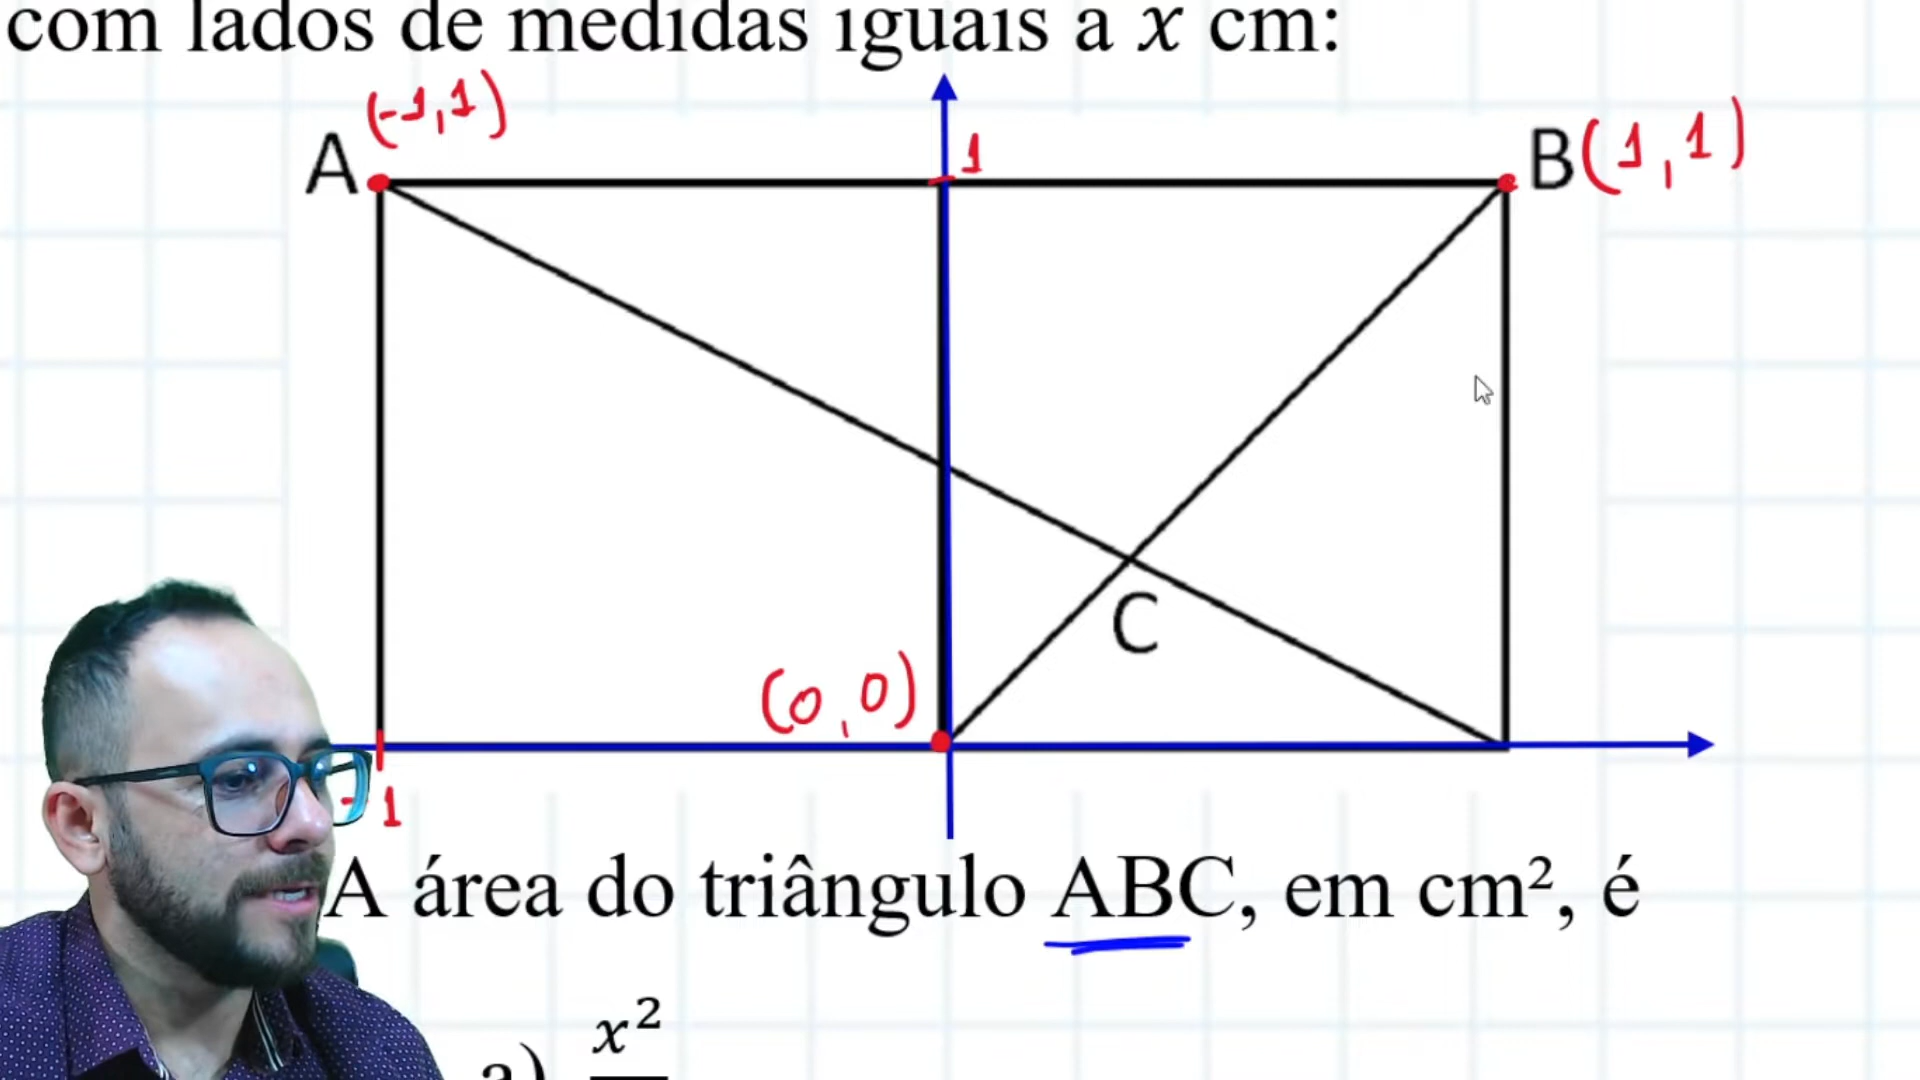 com lados de medidas iguais a x cm:
(-1,1)
A
1
B (1,1)
C
(0,0)
-1
A área do triângulo ABC, em cm², é
a) x²